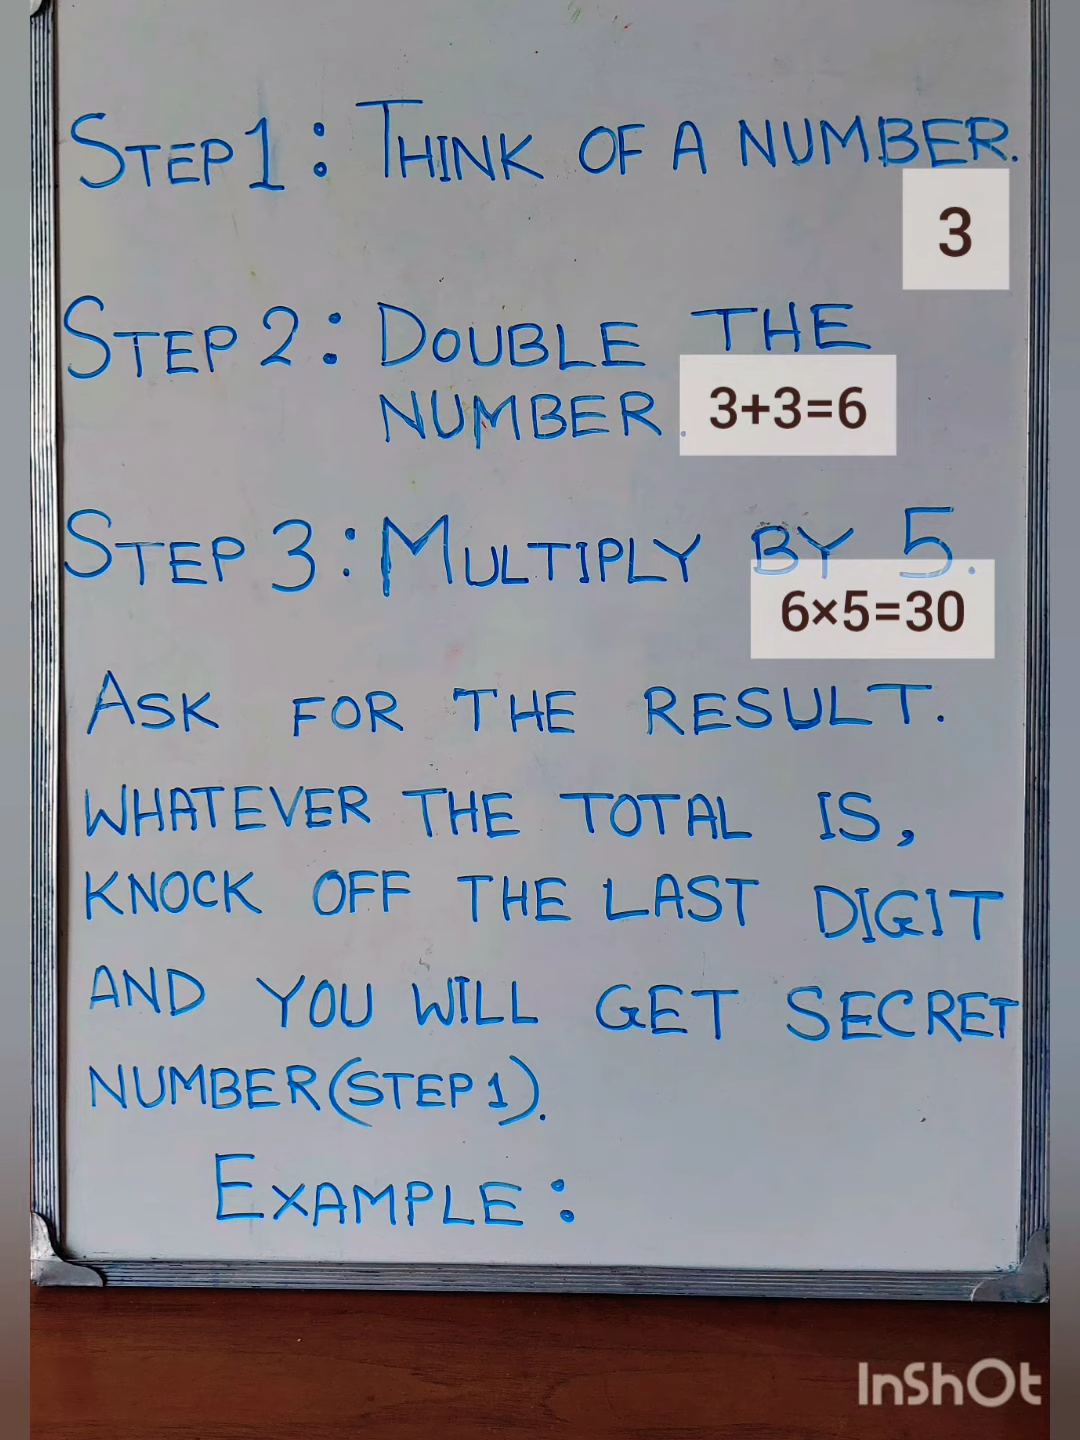 STEP 1: THINK OF A NUMBER.
3
STEP 2: DOUBLE THE
NUMBER.
3+3=6
STEP 3: MULTIPLY BY 5.
6×5=30
ASK FOR THE RESULT.
WHATEVER THE TOTAL IS,
KNOCK OFF THE LAST DIGIT
AND YOU WILL GET SECRET
NUMBER(STEP 1).
EXAMPLE:
InShOt